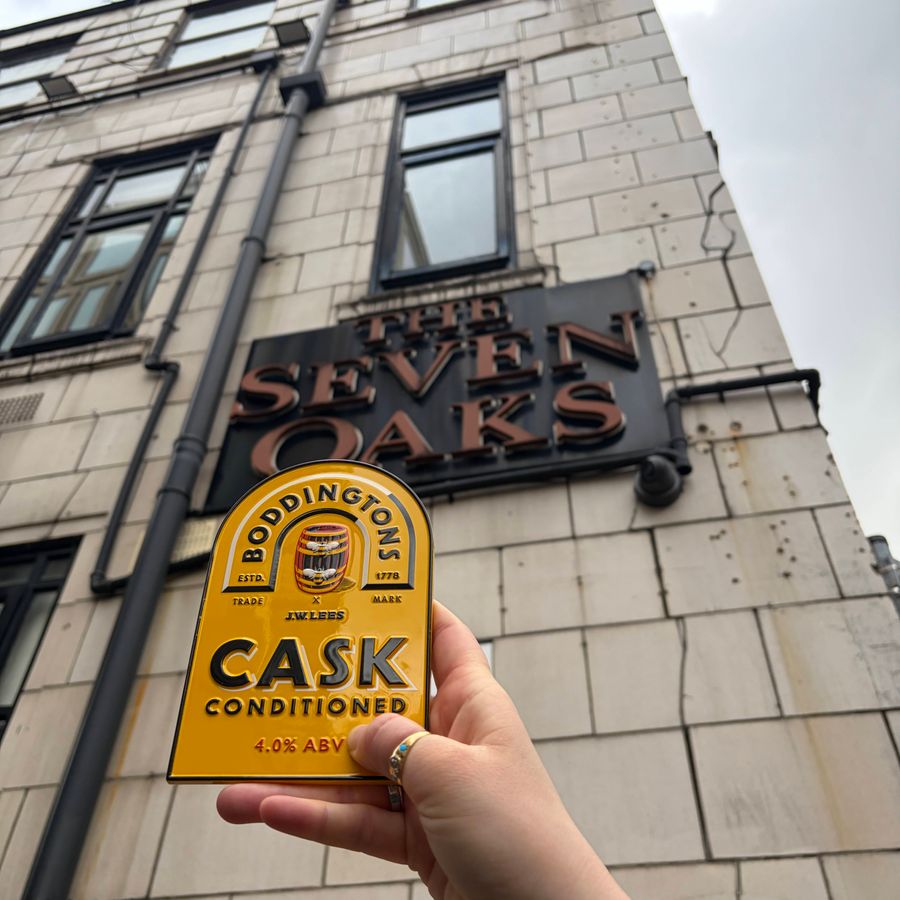 THE
SEVEN
OAKS
BODDINGTONS
ESTD. 1778
TRADE X MARK
J.W.LEES
CASK
CONDITIONED
4.0% ABV